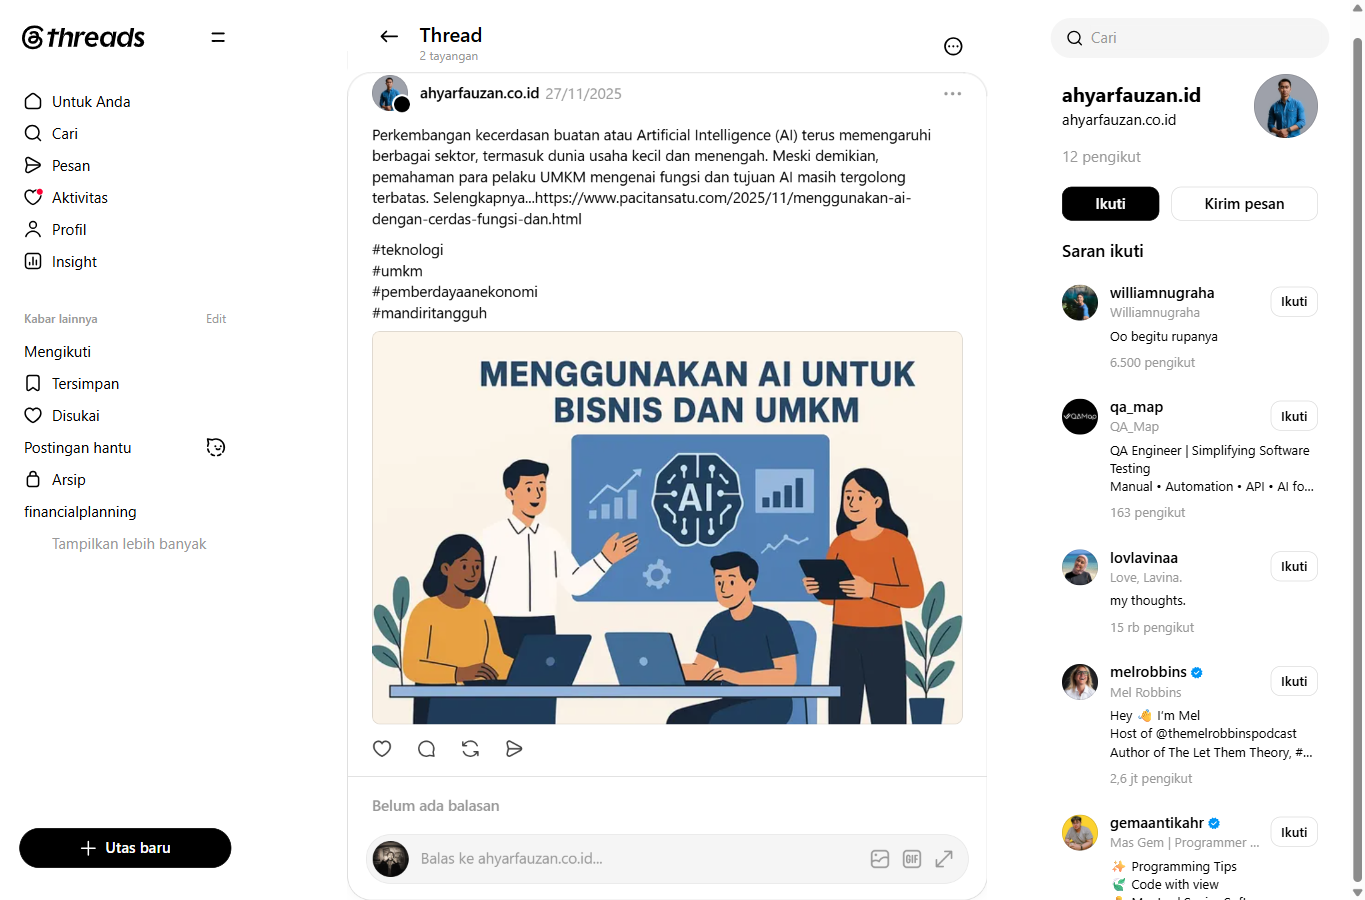 threads
Untuk Anda
Cari
Pesan
Aktivitas
Profil
Insight
Kabar lainnya
Edit
Mengikuti
Tersimpan
Disukai
Postingan hantu
Arsip
financialplanning
Tampilkan lebih banyak
Utas baru
Thread
2 tayangan
ahyarfauzan.co.id 27/11/2025
Perkembangan kecerdasan buatan atau Artificial Intelligence (AI) terus memengaruhi
berbagai sektor, termasuk dunia usaha kecil dan menengah. Meski demikian,
pemahaman para pelaku UMKM mengenai fungsi dan tujuan AI masih tergolong
terbatas. Selengkapnya...https://www.pacitansatu.com/2025/11/menggunakan-ai-
dengan-cerdas-fungsi-dan.html
#teknologi
#umkm
#pemberdayaanekonomi
#mandiritangguh
MENGGUNAKAN AI UNTUK
BISNIS DAN UMKM
AI
Belum ada balasan
Balas ke ahyarfauzan.co.id...
GIF
Cari
ahyarfauzan.id
ahyarfauzan.co.id
12 pengikut
Ikuti
Kirim pesan
Saran ikuti
williamnugraha
Williamnugraha
Ikuti
Oo begitu rupanya
6.500 pengikut
QAMap
qa_map
QA_Map
Ikuti
QA Engineer | Simplifying Software
Testing
Manual • Automation • API • AI fo...
163 pengikut
lovlavinaa
Love, Lavina.
Ikuti
my thoughts.
15 rb pengikut
melrobbins
Mel Robbins
Ikuti
Hey 👋 I'm Mel
Host of @themelrobbinspodcast
Author of The Let Them Theory, #...
2,6 jt pengikut
gemaantikahr
Mas Gem | Programmer ...
Ikuti
✨ Programming Tips
Code with view